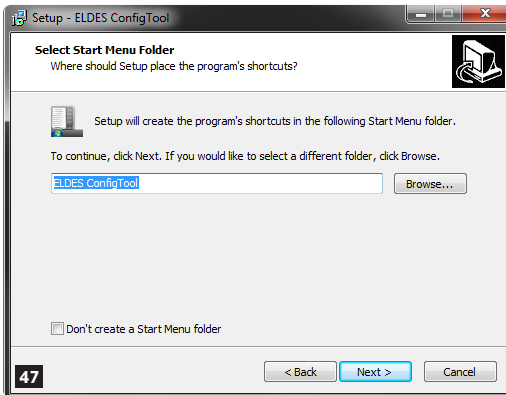 Setup - ELDES ConfigTool
Select Start Menu Folder
Where should Setup place the program's shortcuts?
Setup will create the program's shortcuts in the following Start Menu folder.
To continue, click Next. If you would like to select a different folder, click Browse.
ELDES ConfigTool
Browse...
Don't create a Start Menu folder
< Back
Next >
Cancel
47